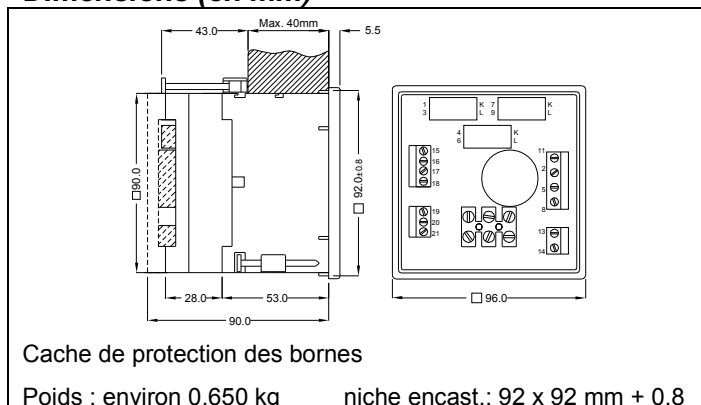 Dimensions (en mm)
43.0 Max. 40mm 5.5
□90.0
□ 92.0±0.8
28.0 53.0
90.0
1 K 7 K
3 L 9 L
4 K
6 L
15
16
17
18
19
20
21
11
2
5
8
13
14
□ 96.0
Cache de protection des bornes
Poids : environ 0.650 kg niche encast.: 92 x 92 mm + 0.8